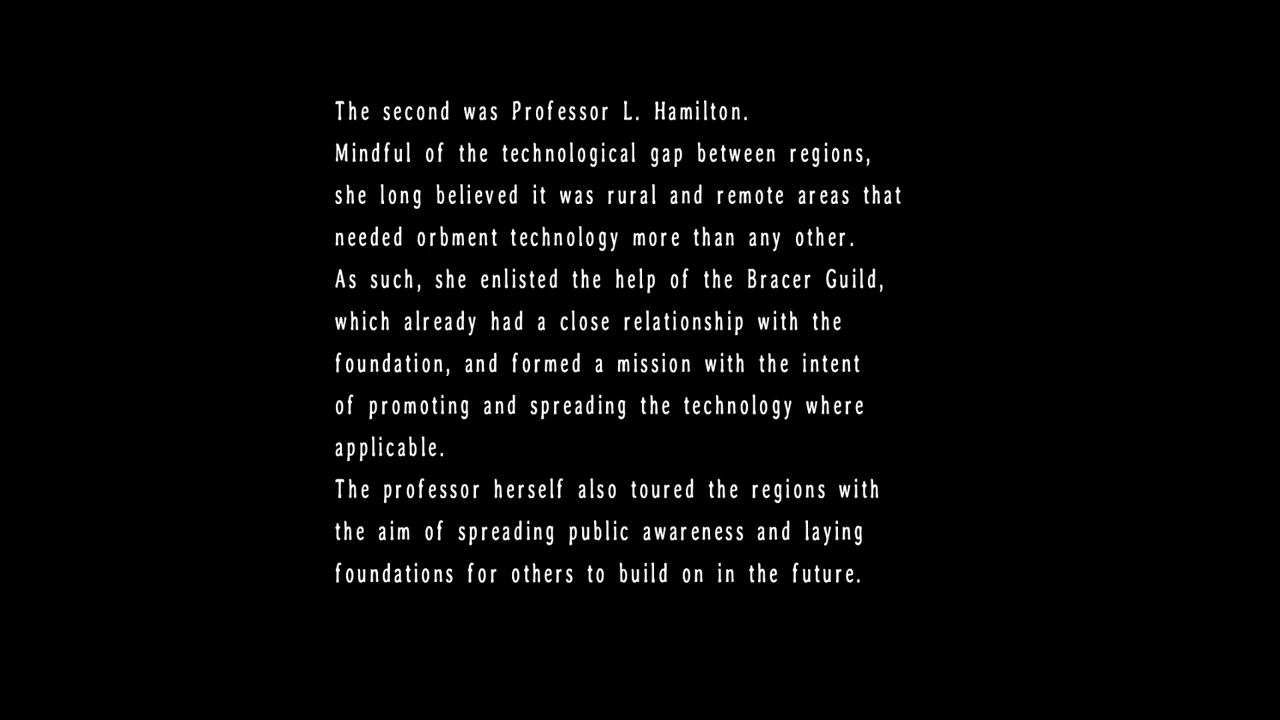 The second was Professor L. Hamilton.
Mindful of the technological gap between regions,
she long believed it was rural and remote areas that
needed orbment technology more than any other.
As such, she enlisted the help of the Bracer Guild,
which already had a close relationship with the
foundation, and formed a mission with the intent
of promoting and spreading the technology where
applicable.
The professor herself also toured the regions with
the aim of spreading public awareness and laying
foundations for others to build on in the future.